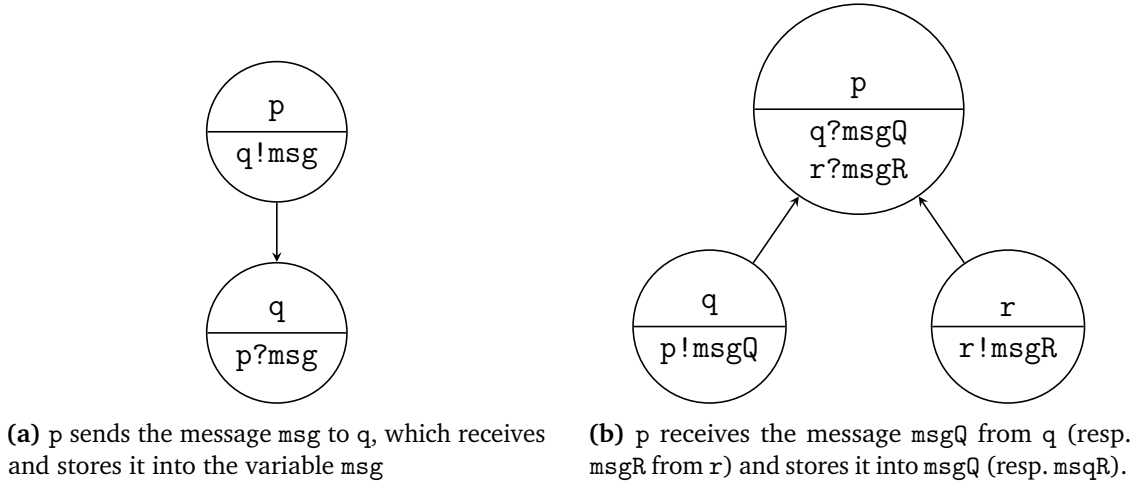 p
q!msg
q
p?msg
(a) p sends the message msg to q, which receives
and stores it into the variable msg
p
q?msgQ
r?msgR
q
p!msgQ
r
r!msgR
(b) p receives the message msgQ from q (resp.
msgR from r) and stores it into msgQ (resp. msqR).